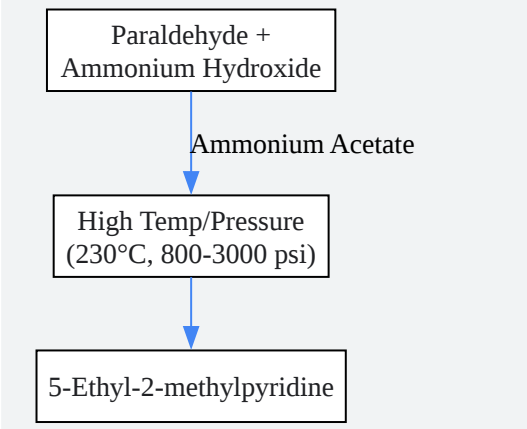 Paraldehyde +
Ammonium Hydroxide
Ammonium Acetate
High Temp/Pressure
(230°C, 800-3000 psi)
5-Ethyl-2-methylpyridine